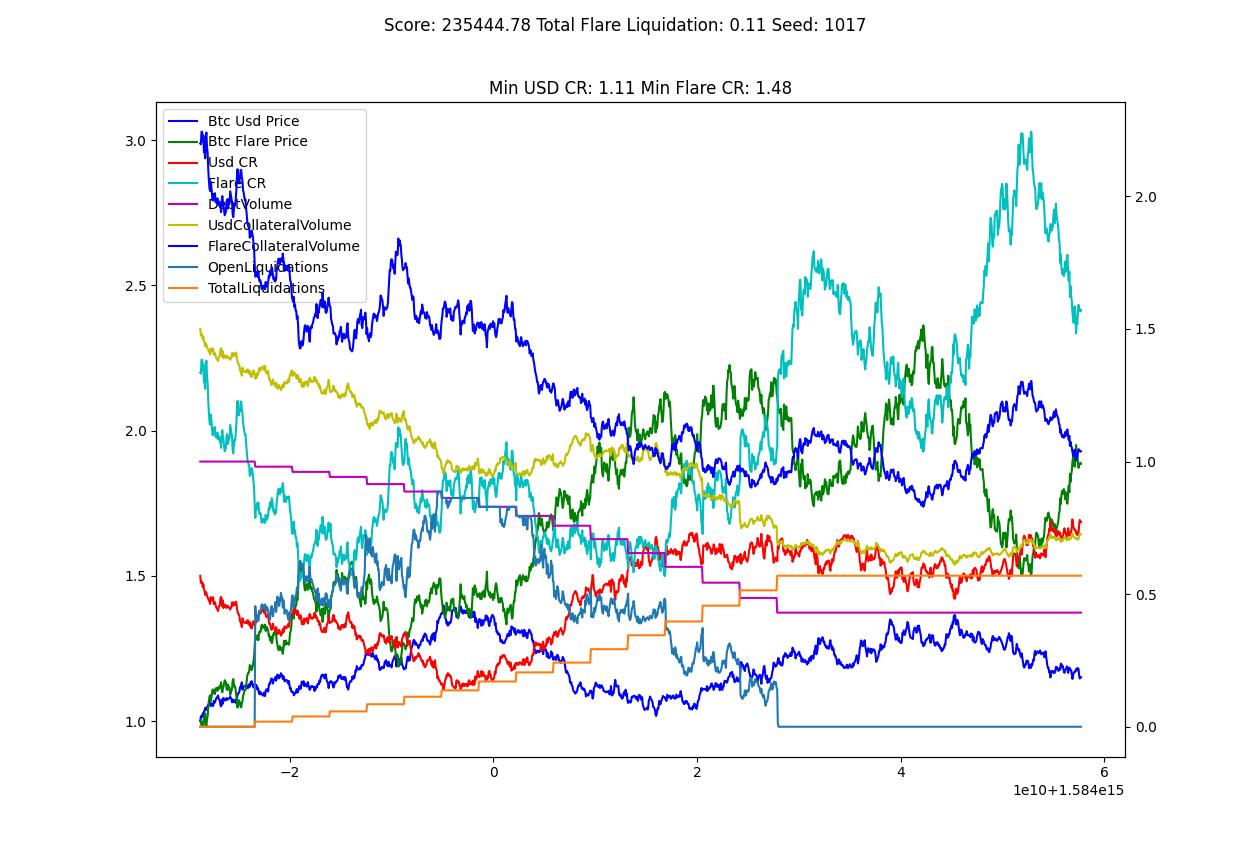 Score: 235444.78 Total Flare Liquidation: 0.11 Seed: 1017
Min USD CR: 1.11 Min Flare CR: 1.48
Btc Usd Price
Btc Flare Price
Usd CR
Flare CR
DebtVolume
UsdCollateralVolume
FlareCollateralVolume
OpenLiquidations
TotalLiquidations
3.0
2.5
2.0
1.5
1.0
2.0
1.5
1.0
0.5
0.0
−2
0
2
4
6
1e10+1.584e15